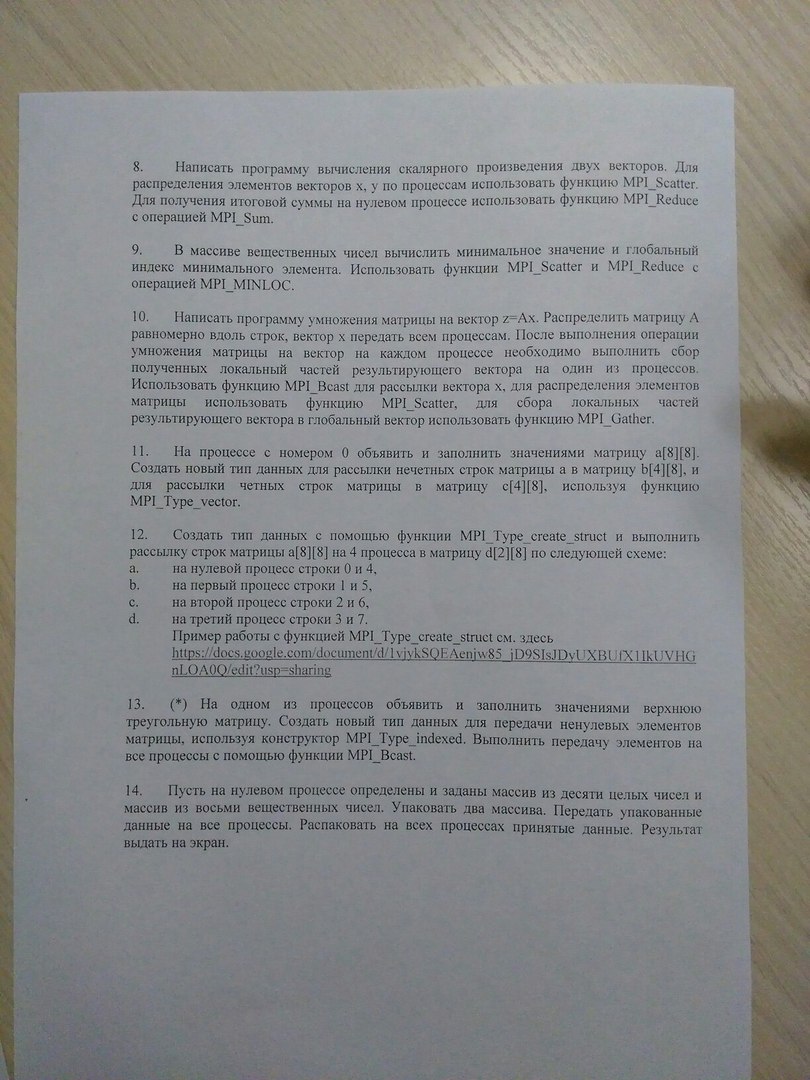 8. Написать программу вычисления скалярного произведения двух векторов. Для
распределения элементов векторов x, y по процессам использовать функцию MPI_Scatter.
Для получения итоговой суммы на нулевом процессе использовать функцию MPI_Reduce
с операцией MPI_Sum.
9. В массиве вещественных чисел вычислить минимальное значение и глобальный
индекс минимального элемента. Использовать функции MPI_Scatter и MPI_Reduce с
операцией MPI_MINLOC.
10. Написать программу умножения матрицы на вектор z=Ax. Распределить матрицу А
равномерно вдоль строк, вектор x передать всем процессам. После выполнения операции
умножения матрицы на вектор на каждом процессе необходимо выполнить сбор
полученных локальный частей результирующего вектора на один из процессов.
Использовать функцию MPI_Bcast для рассылки вектора x, для распределения элементов
матрицы использовать функцию MPI_Scatter, для сбора локальных частей
результирующего вектора в глобальный вектор использовать функцию MPI_Gather.
11. На процессе с номером 0 объявить и заполнить значениями матрицу a[8][8].
Создать новый тип данных для рассылки нечетных строк матрицы a в матрицу b[4][8], и
для рассылки четных строк матрицы в матрицу c[4][8], используя функцию
MPI_Type_vector.
12. Создать тип данных с помощью функции MPI_Type_create_struct и выполнить
рассылку строк матрицы a[8][8] на 4 процесса в матрицу d[2][8] по следующей схеме:
a. на нулевой процесс строки 0 и 4,
b. на первый процесс строки 1 и 5,
c. на второй процесс строки 2 и 6,
d. на третий процесс строки 3 и 7.
Пример работы с функцией MPI_Type_create_struct см. здесь
13. (*) На одном из процессов объявить и заполнить значениями верхнюю
треугольную матрицу. Создать новый тип данных для передачи ненулевых элементов
матрицы, используя конструктор MPI_Type_indexed. Выполнить передачу элементов на
все процессы с помощью функции MPI_Bcast.
14. Пусть на нулевом процессе определены и заданы массив из десяти целых чисел и
массив из восьми вещественных чисел. Упаковать два массива. Передать упакованные
данные на все процессы. Распаковать на всех процессах принятые данные. Результат
выдать на экран.